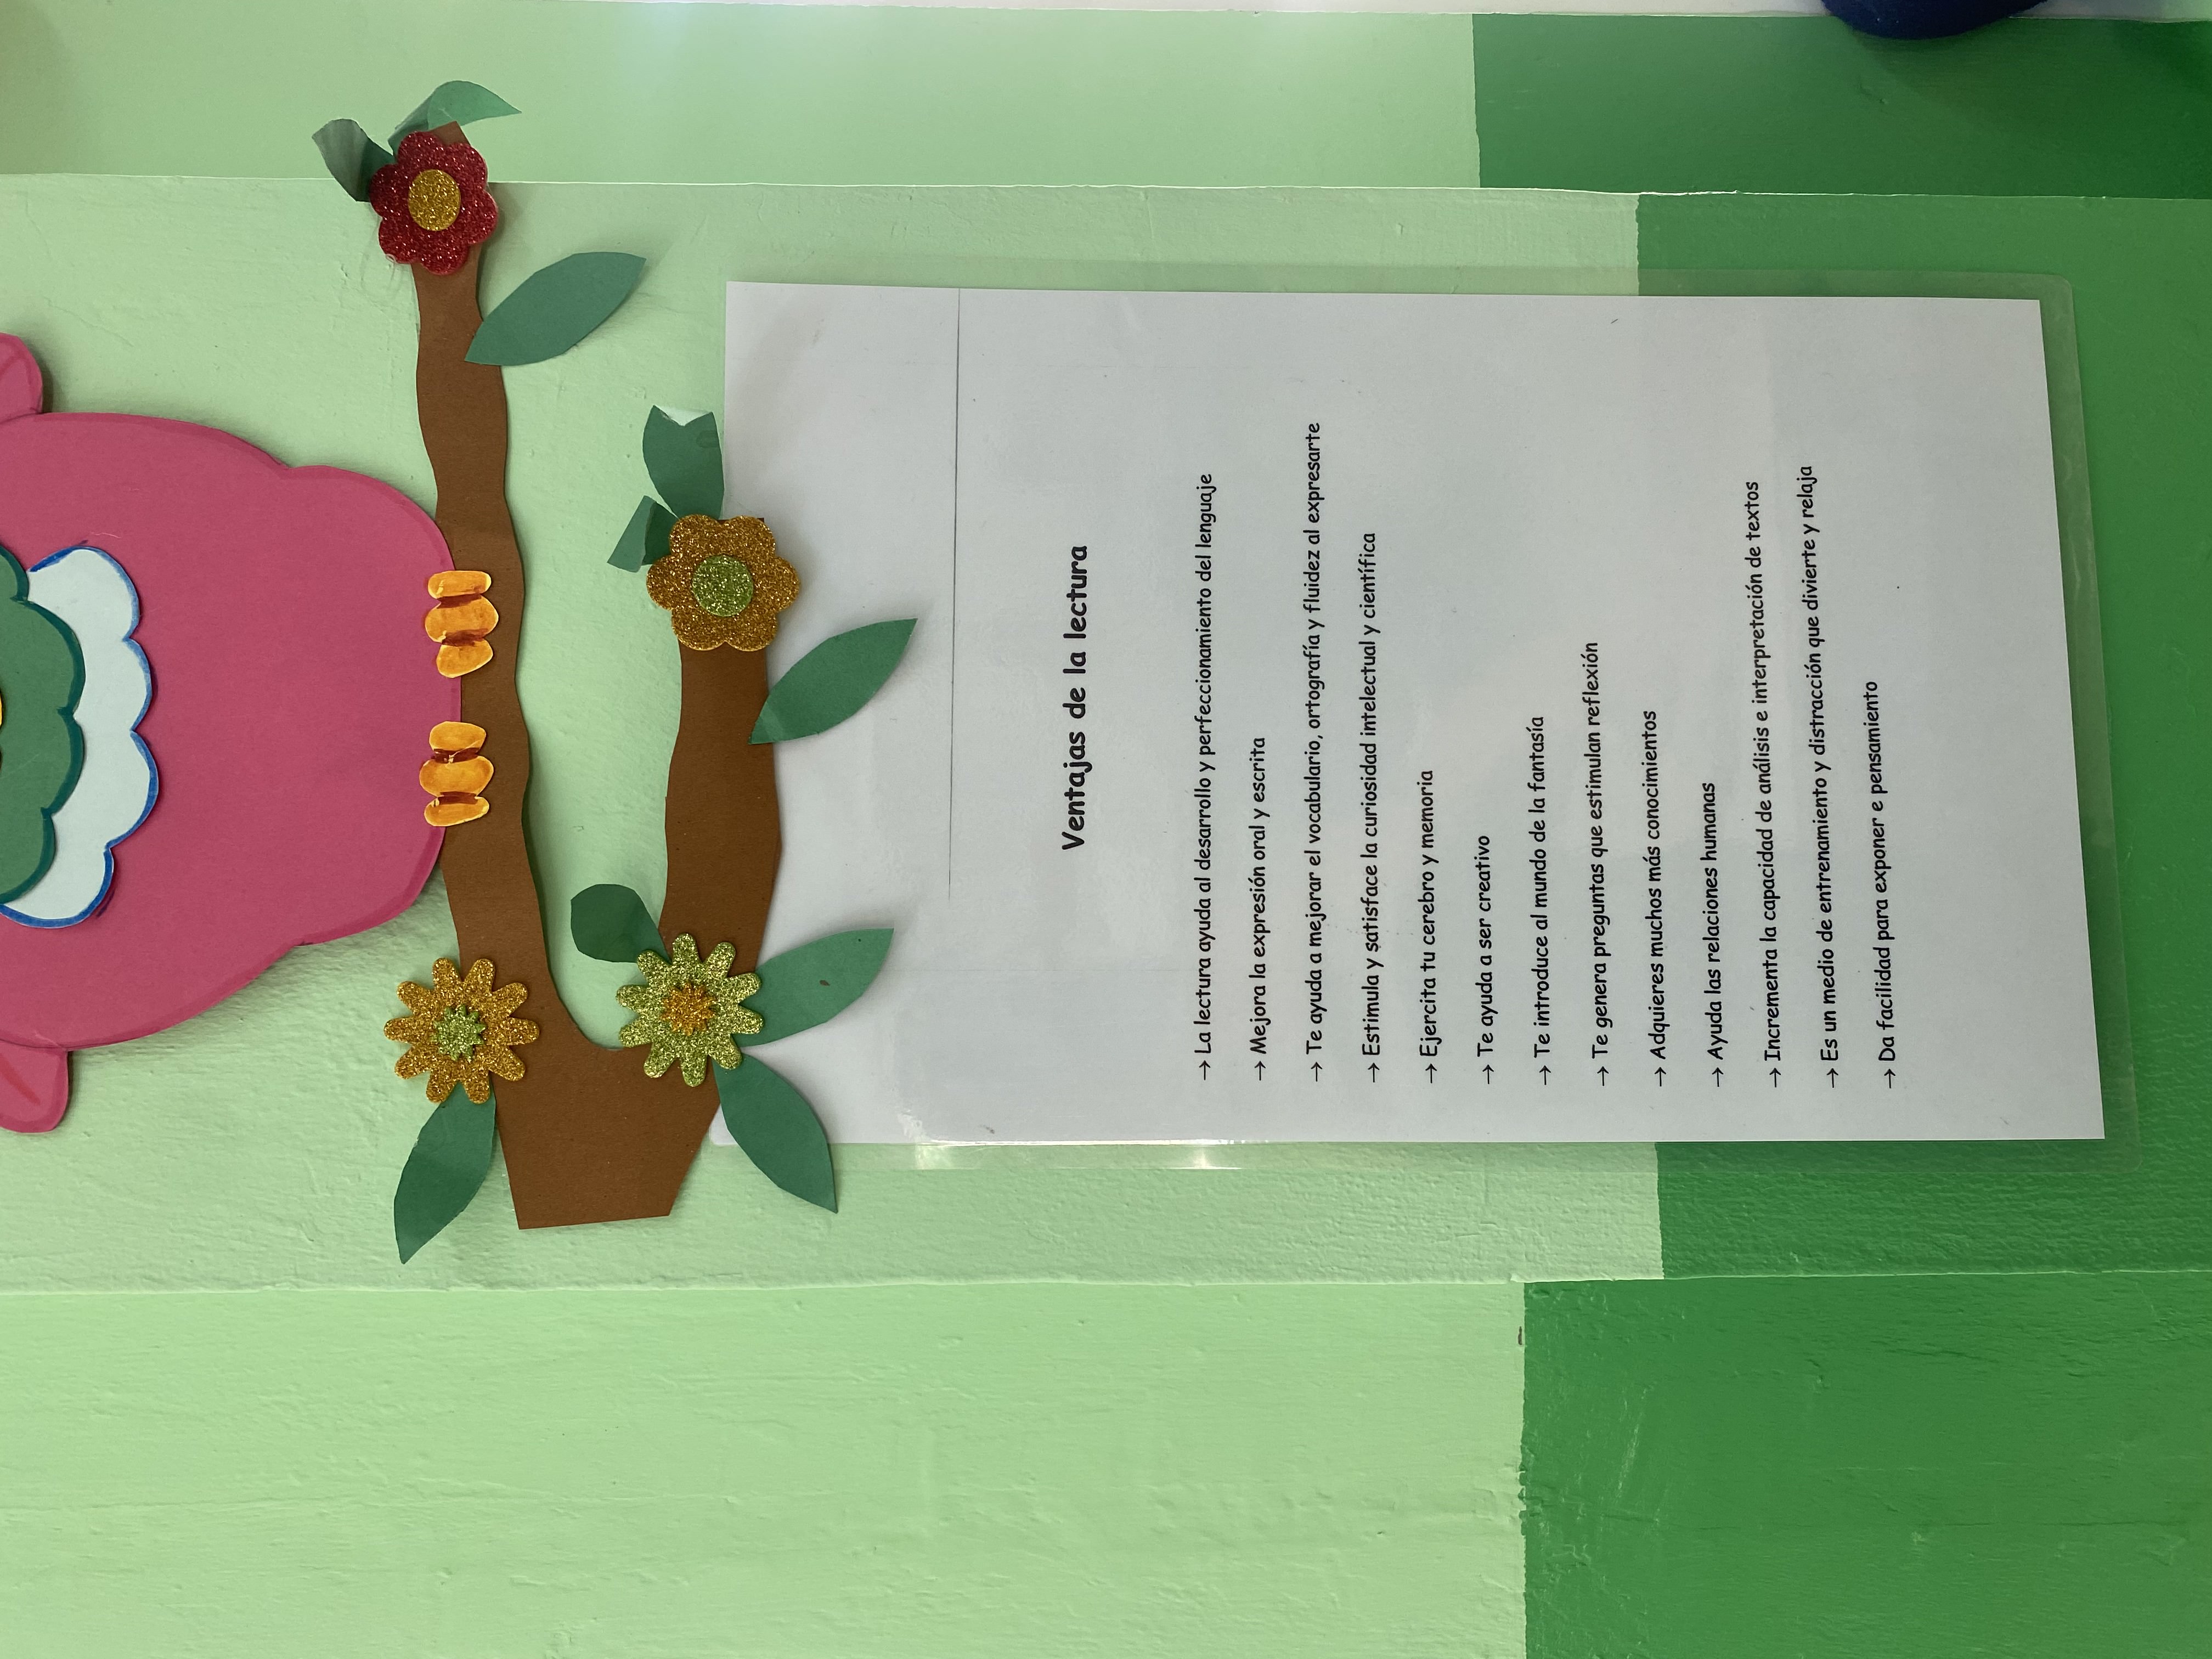 Ventajas de la lectura
→ La lectura ayuda al desarrollo y perfeccionamiento del lenguaje
→ Mejora la expresión oral y escrita
→ Te ayuda a mejorar el vocabulario, ortografía y fluidez al expresarte
→ Estimula y satisface la curiosidad intelectual y científica
→ Ejercita tu cerebro y memoria
→ Te ayuda a ser creativo
→ Te introduce al mundo de la fantasía
→ Te genera preguntas que estimulan reflexión
→ Adquieres muchos más conocimientos
→ Ayuda las relaciones humanas
→ Incrementa la capacidad de análisis e interpretación de textos
→ Es un medio de entrenamiento y distracción que divierte y relaja
→ Da facilidad para exponer e pensamiento